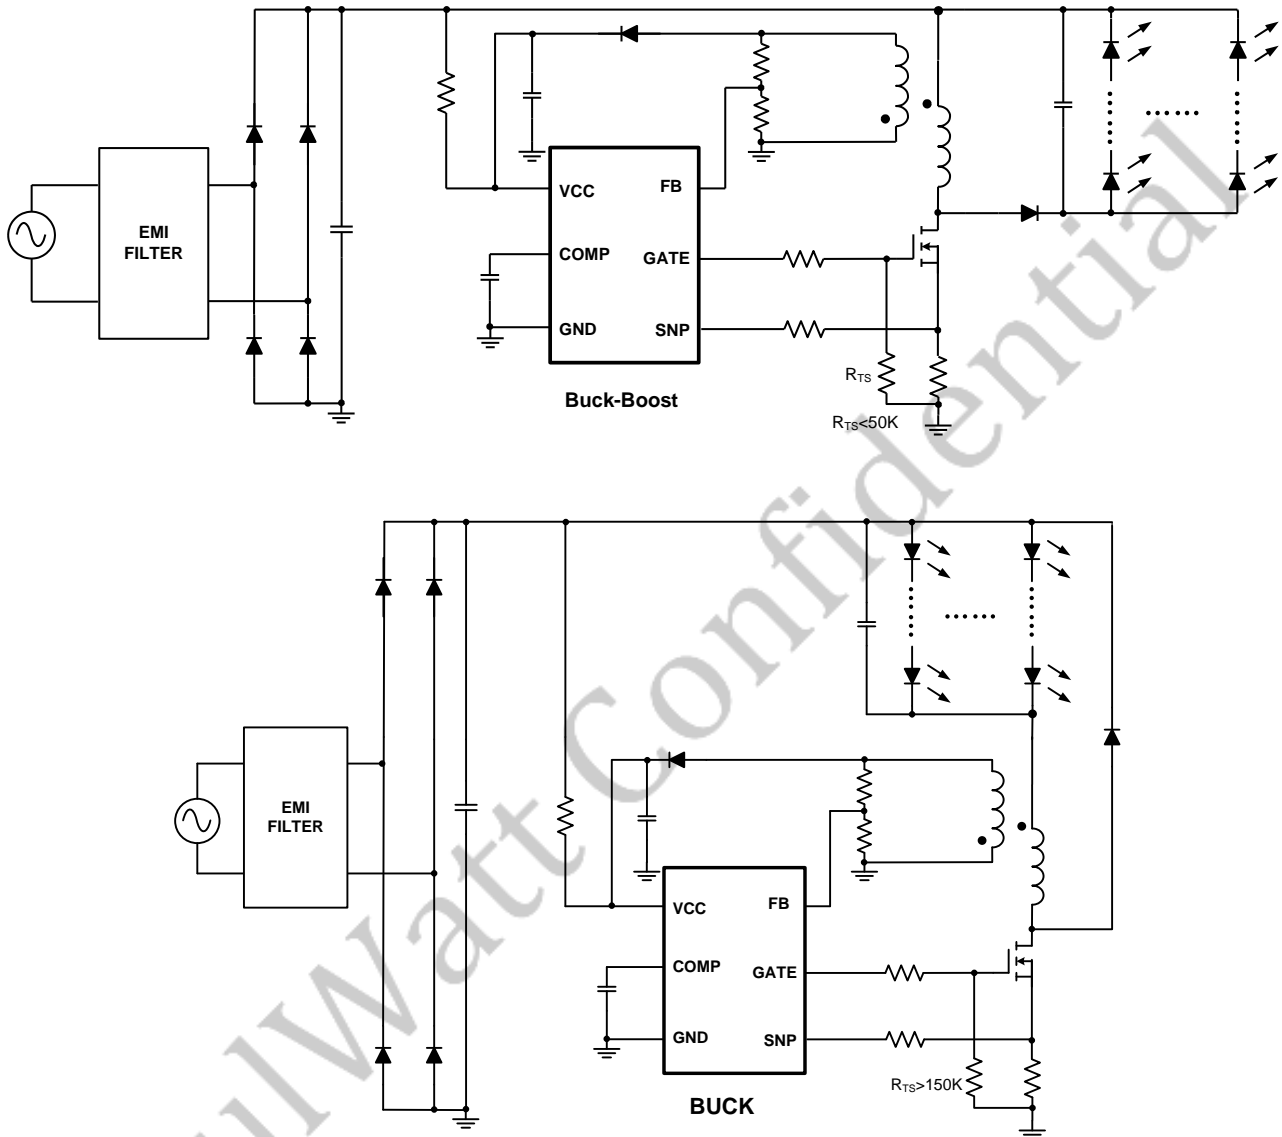 EMI
FILTER
VCC
FB
COMP
GATE
GND
SNP
Buck-Boost
RTS
RTS<50K
EMI
FILTER
VCC
FB
COMP
GATE
GND
SNP
RTS>150K
BUCK
Watt Confidential